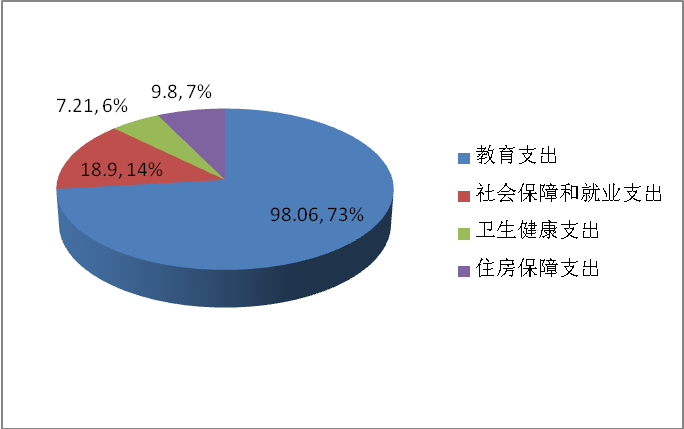 9.8, 7%
7.21, 6%
18.9, 14%
98.06, 73%
教育支出
社会保障和就业支出
卫生健康支出
住房保障支出